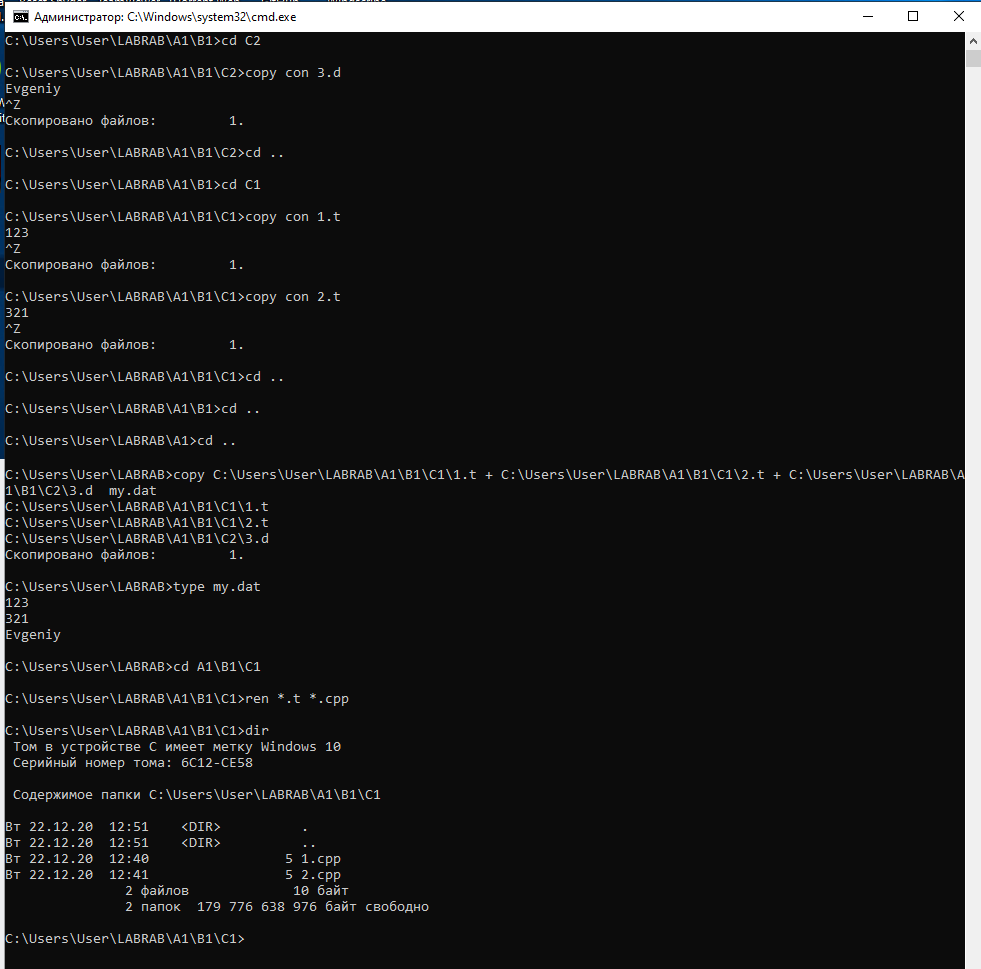 Администратор: C:\Windows\system32\cmd.exe
C:\Users\User\LABRAB\A1\B1>cd C2
C:\Users\User\LABRAB\A1\B1\C2>copy con 3.d
Evgeniy
^Z
Скопировано файлов:         1.
C:\Users\User\LABRAB\A1\B1\C2>cd ..
C:\Users\User\LABRAB\A1\B1>cd C1
C:\Users\User\LABRAB\A1\B1\C1>copy con 1.t
123
^Z
Скопировано файлов:         1.
C:\Users\User\LABRAB\A1\B1\C1>copy con 2.t
321
^Z
Скопировано файлов:         1.
C:\Users\User\LABRAB\A1\B1\C1>cd ..
C:\Users\User\LABRAB\A1\B1>cd ..
C:\Users\User\LABRAB\A1>cd ..
C:\Users\User\LABRAB>copy C:\Users\User\LABRAB\A1\B1\C1\1.t + C:\Users\User\LABRAB\A1\B1\C1\2.t + C:\Users\User\LABRAB\A
1\B1\C2\3.d  my.dat
C:\Users\User\LABRAB\A1\B1\C1\1.t
C:\Users\User\LABRAB\A1\B1\C1\2.t
C:\Users\User\LABRAB\A1\B1\C2\3.d
Скопировано файлов:         1.
C:\Users\User\LABRAB>type my.dat
123
321
Evgeniy
C:\Users\User\LABRAB>cd A1\B1\C1
C:\Users\User\LABRAB\A1\B1\C1>ren *.t *.cpp
C:\Users\User\LABRAB\A1\B1\C1>dir
Том в устройстве C имеет метку Windows 10
Серийный номер тома: 6C12-CE58
Содержимое папки C:\Users\User\LABRAB\A1\B1\C1
Вт 22.12.20  12:51    <DIR>          .
Вт 22.12.20  12:51    <DIR>          ..
Вт 22.12.20  12:40                 5 1.cpp
Вт 22.12.20  12:41                 5 2.cpp
2 файлов             10 байт
2 папок  179 776 638 976 байт свободно
C:\Users\User\LABRAB\A1\B1\C1>